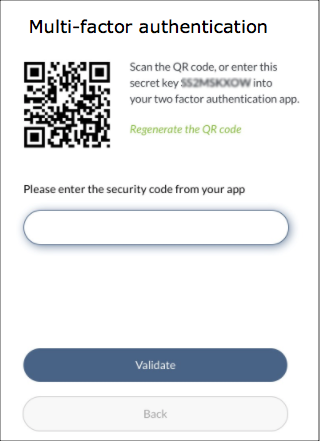 Multi-factor authentication
Scan the QR code, or enter this
secret key into
your two factor authentication app.
Regenerate the QR code
Please enter the security code from your app
Validate
Back